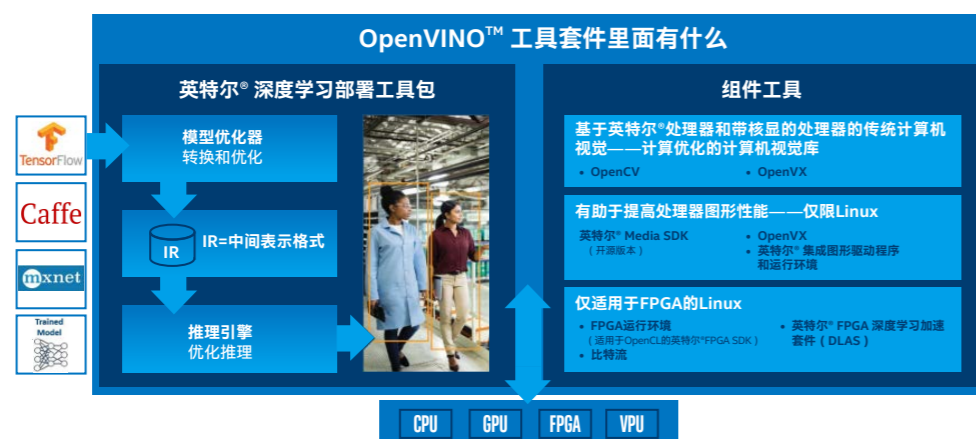 OpenVINO™ 工具套件里面有什么
英特尔® 深度学习部署工具包
TensorFlow
Caffe
mxnet
Trained
Model
模型优化器
转换和优化
IR
IR=中间表示格式
推理引擎
优化推理
组件工具
基于英特尔®处理器和带核显的处理器的传统计算机
视觉——计算优化的计算机视觉库
• OpenCV
• OpenVX
有助于提高处理器图形性能——仅限Linux
英特尔® Media SDK
（开源版本）
• OpenVX
• 英特尔® 集成图形驱动程序
和运行环境
仅适用于FPGA的Linux
• FPGA运行环境
（适用于OpenCL的英特尔®FPGA SDK）
• 比特流
• 英特尔® FPGA 深度学习加速
套件（DLAS）
CPU
GPU
FPGA
VPU